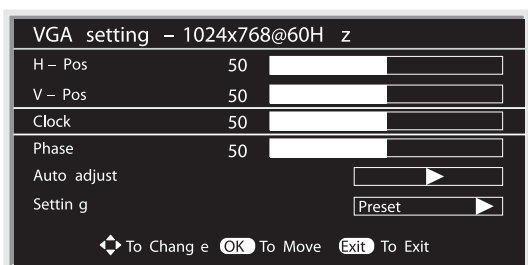 VGA setting – 1024x768@60H z
H – Pos 50
V – Pos 50
Clock 50
Phase 50
Auto adjust
Settin g Preset
To Chang e OK To Move Exit To Exit